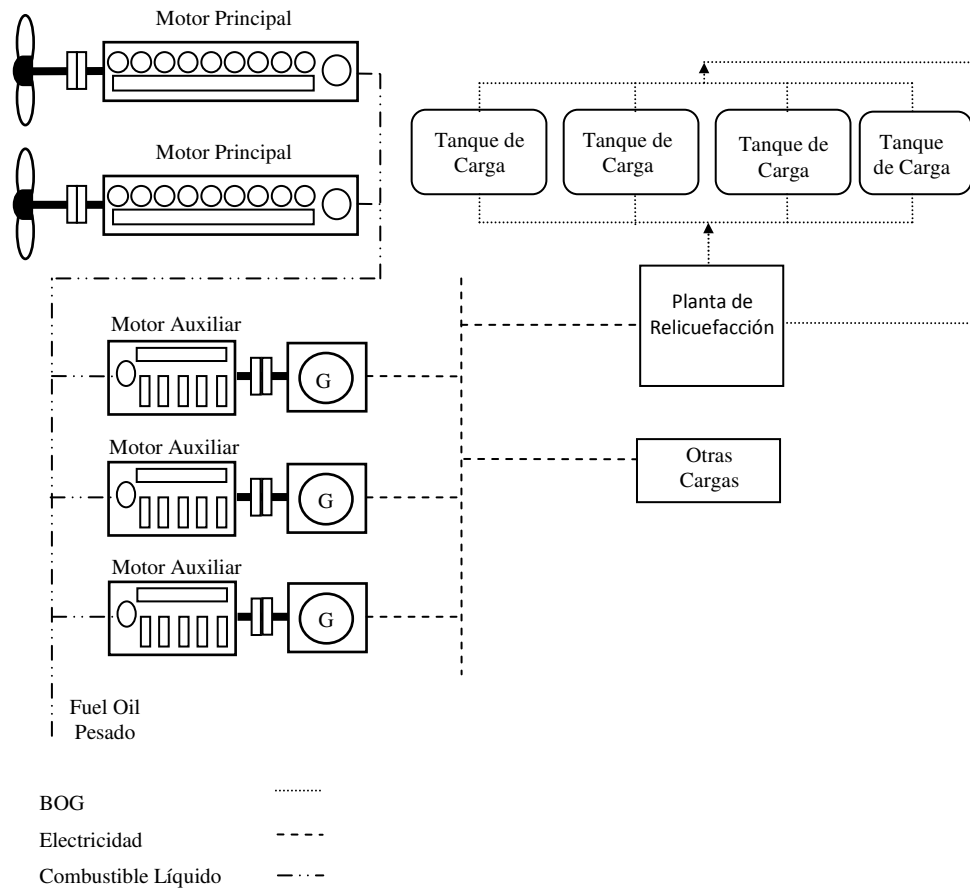 Motor Principal
Motor Principal
Tanque de
Carga
Tanque de
Carga
Tanque de
Carga
Tanque
de Carga
Planta de
Relicuefacción
Motor Auxiliar
G
Motor Auxiliar
G
Otras
Cargas
Motor Auxiliar
G
Fuel Oil
Pesado
BOG
Electricidad
Combustible Líquido